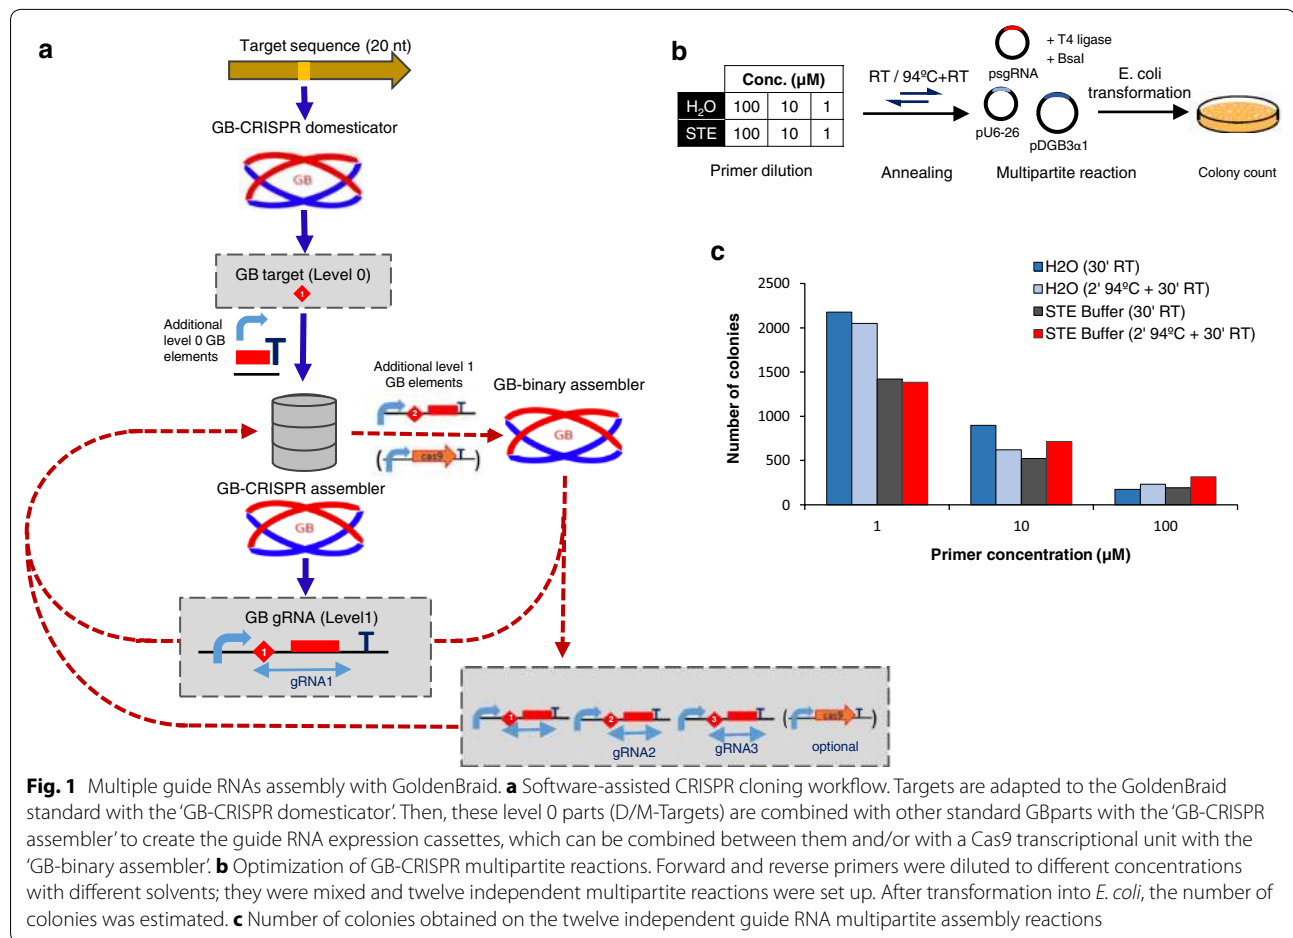 a
Target sequence (20 nt)
GB-CRISPR domesticator
GB
GB target (Level 0)
1
Additional
level 0 GB
elements
Additional level 1
GB elements
2
cas9
GB-binary assembler
GB
GB-CRISPR assembler
GB
GB gRNA (Level1)
1
gRNA1
1
2
3
cas9
gRNA2
gRNA3
optional
b
Conc. (µM)
H2O 100 10 1
STE 100 10 1
Primer dilution
RT / 94ºC+RT
Annealing
psgRNA
+ T4 ligase
+ BsaI
pU6-26
pDGB3α1
Multipartite reaction
E. coli
transformation
Colony count
c
H2O (30' RT)
H2O (2' 94ºC + 30' RT)
STE Buffer (30' RT)
STE Buffer (2' 94ºC + 30' RT)
Number of colonies
2500
2000
1500
1000
500
0
1 10 100
Primer concentration (µM)
Fig. 1 Multiple guide RNAs assembly with GoldenBraid. a Software-assisted CRISPR cloning workflow. Targets are adapted to the GoldenBraid
standard with the 'GB-CRISPR domesticator'. Then, these level 0 parts (D/M-Targets) are combined with other standard GBparts with the 'GB-CRISPR
assembler' to create the guide RNA expression cassettes, which can be combined between them and/or with a Cas9 transcriptional unit with the
'GB-binary assembler'. b Optimization of GB-CRISPR multipartite reactions. Forward and reverse primers were diluted to different concentrations
with different solvents; they were mixed and twelve independent multipartite reactions were set up. After transformation into E. coli, the number of
colonies was estimated. c Number of colonies obtained on the twelve independent guide RNA multipartite assembly reactions